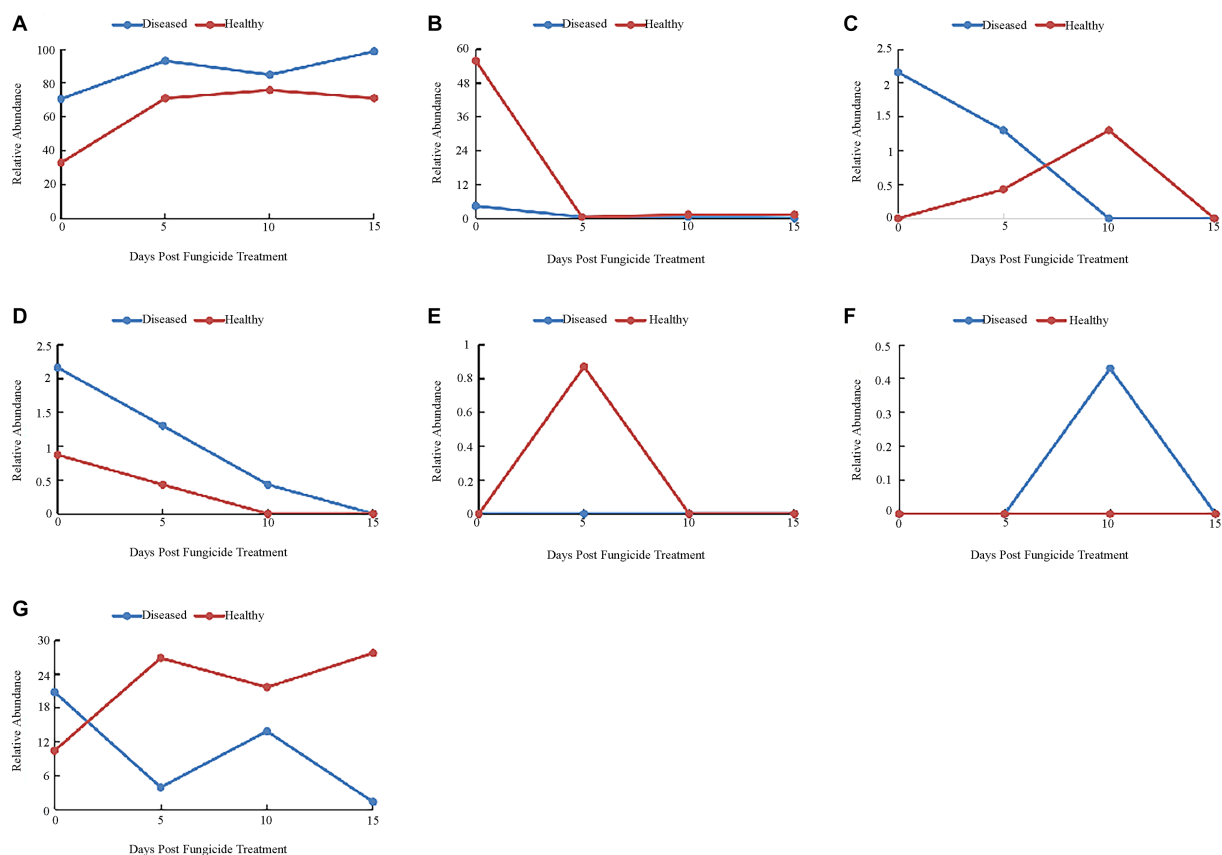 A
Diseased Healthy
Relative Abundance
100
80
60
40
20
0
0 5 10 15
Days Post Fungicide Treatment
B
Diseased Healthy
Relative Abundance
60
48
36
24
12
0
0 5 10 15
Days Post Fungicide Treatment
C
Diseased Healthy
Relative Abundance
2.5
2
1.5
1
0.5
0
0 5 10 15
Days Post Fungicide Treatment
D
Diseased Healthy
Relative Abundance
2.5
2
1.5
1
0.5
0
0 5 10 15
Days Post Fungicide Treatment
E
Diseased Healthy
Relative Abundance
1
0.8
0.6
0.4
0.2
0
0 5 10 15
Days Post Fungicide Treatment
F
Diseased Healthy
Relative Abundance
0.5
0.4
0.3
0.2
0.1
0
0 5 10 15
Days Post Fungicide Treatment
G
Diseased Healthy
Relative Abundance
30
24
18
12
6
0
0 5 10 15
Days Post Fungicide Treatment